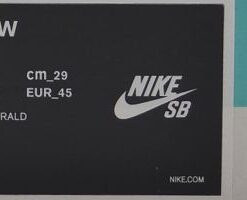 W
cm_29
EUR_45
RALD
NIKE
SB
NIKE.COM